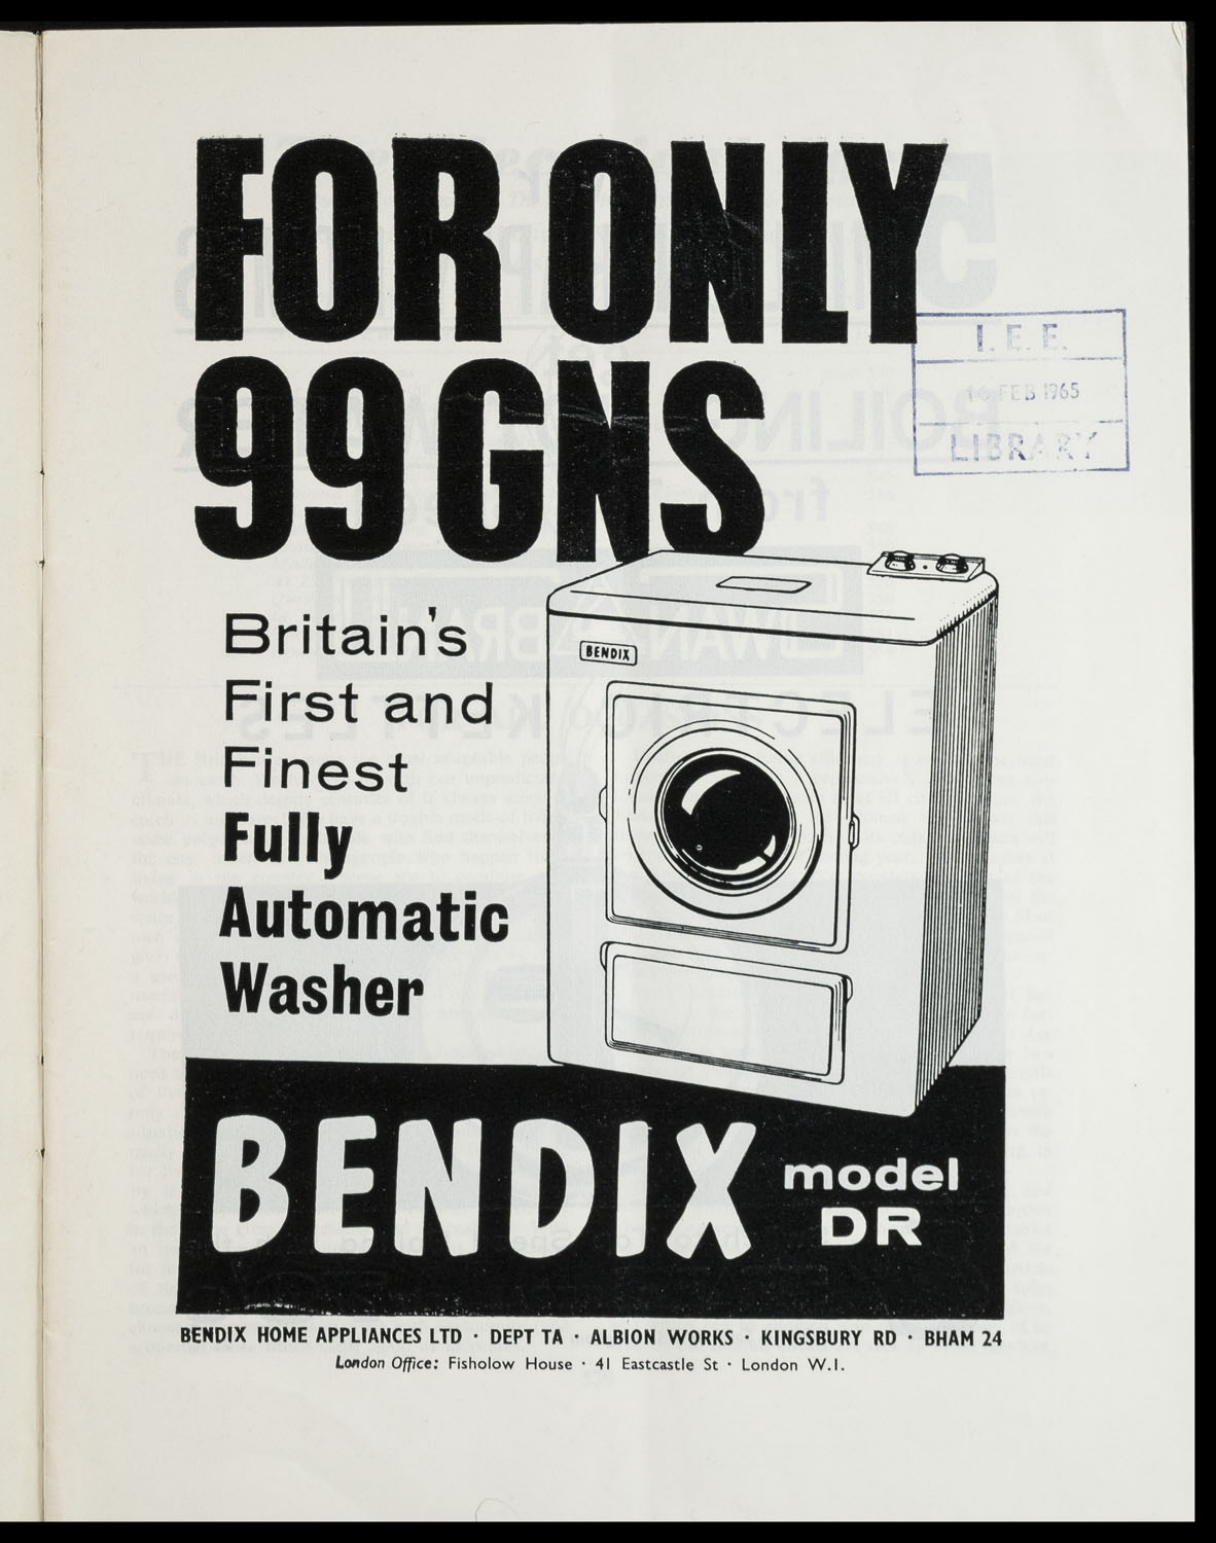 FOR ONLY
99 GNS
I. E. E.
FEB 1965
LIBRARY
BENDIX
Britain's
First and
Finest
Fully
Automatic
Washer
BENDIX
model
DR
BENDIX HOME APPLIANCES LTD · DEPT TA · ALBION WORKS · KINGSBURY RD · BHAM 24
London Office: Fisholow House · 41 Eastcastle St · London W.I.